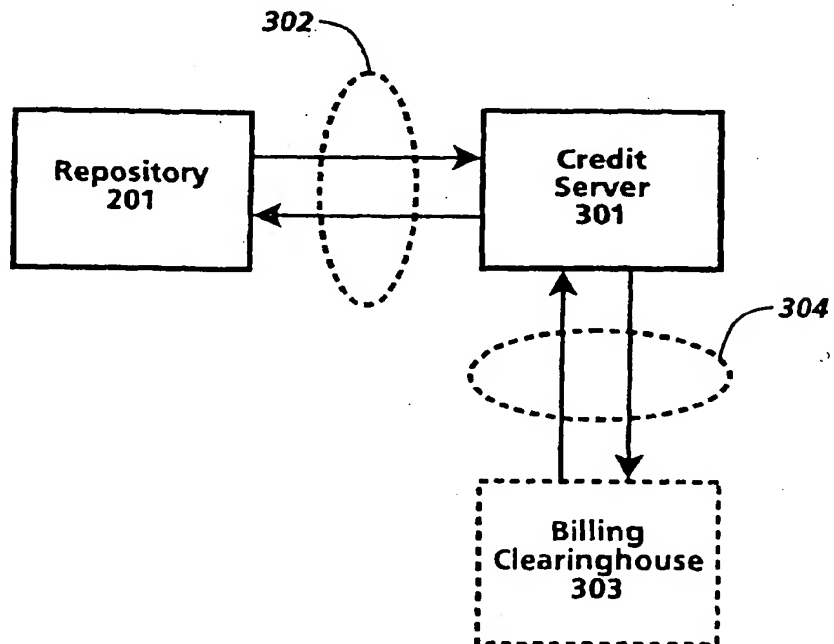 302
Repository
201
Credit
Server
301
304
Billing
Clearinghouse
303